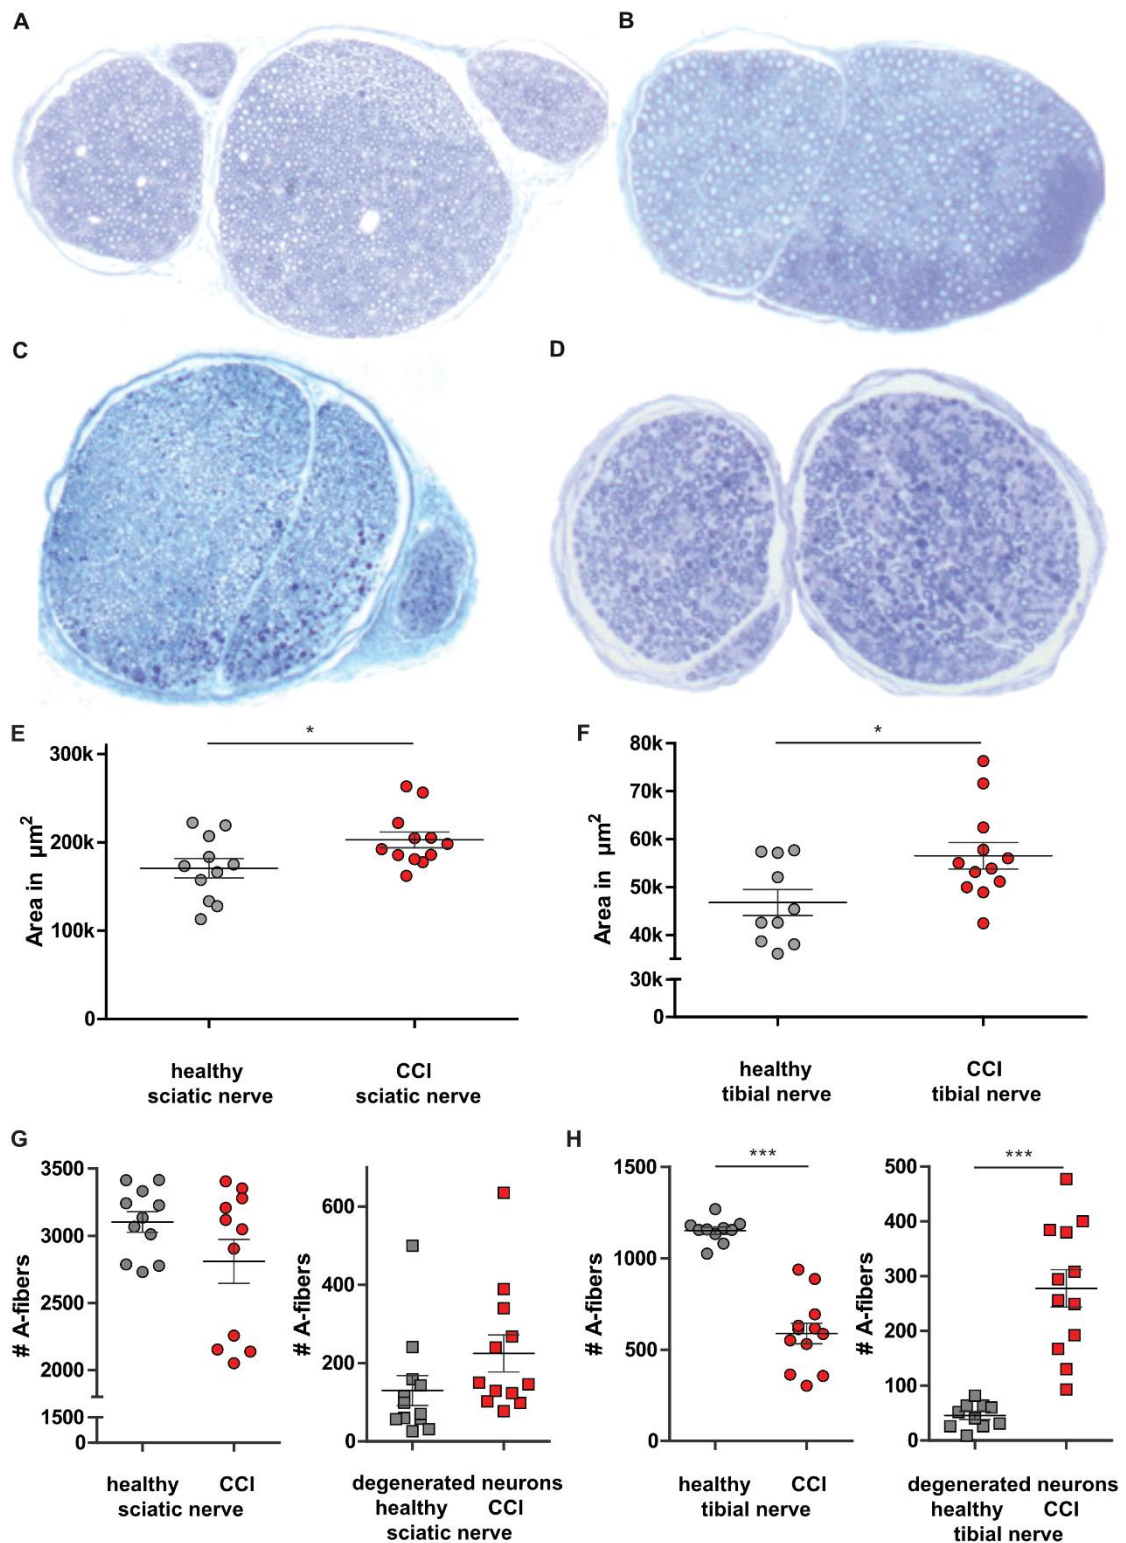 A
B
C
D
E
*
300k
200k
100k
0
Area in µm²
healthy
sciatic nerve
CCI
sciatic nerve
F
*
80k
70k
60k
50k
40k
30k
0
Area in µm²
healthy
tibial nerve
CCI
tibial nerve
G
3500
3000
2500
2000
1500
0
# A-fibers
healthy CCI
sciatic nerve
600
400
200
0
# A-fibers
degenerated neurons
healthy CCI
sciatic nerve
H
***
1500
1000
500
0
# A-fibers
healthy CCI
tibial nerve
***
500
400
300
200
100
0
# A-fibers
degenerated neurons
healthy CCI
tibial nerve